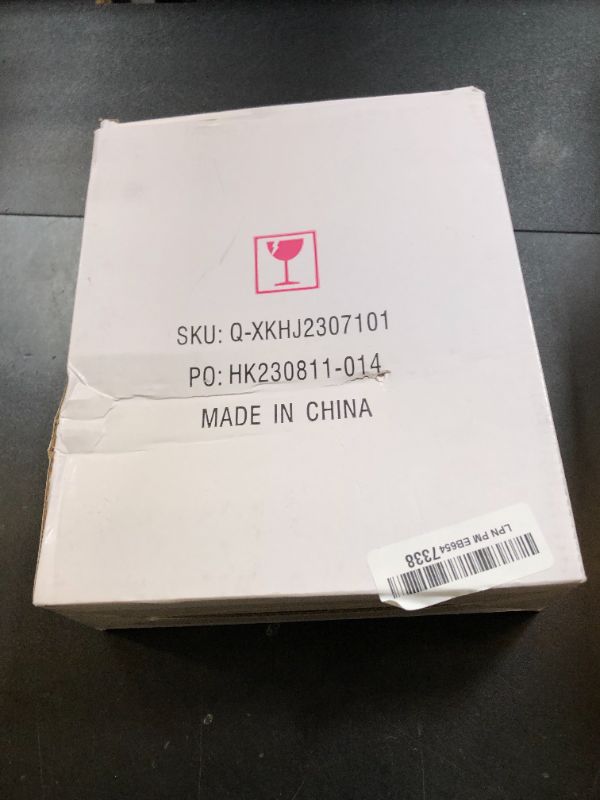 SKU: Q-XKHJ2307101
PO: HK230811-014
MADE IN CHINA
LPN PM EB6547338